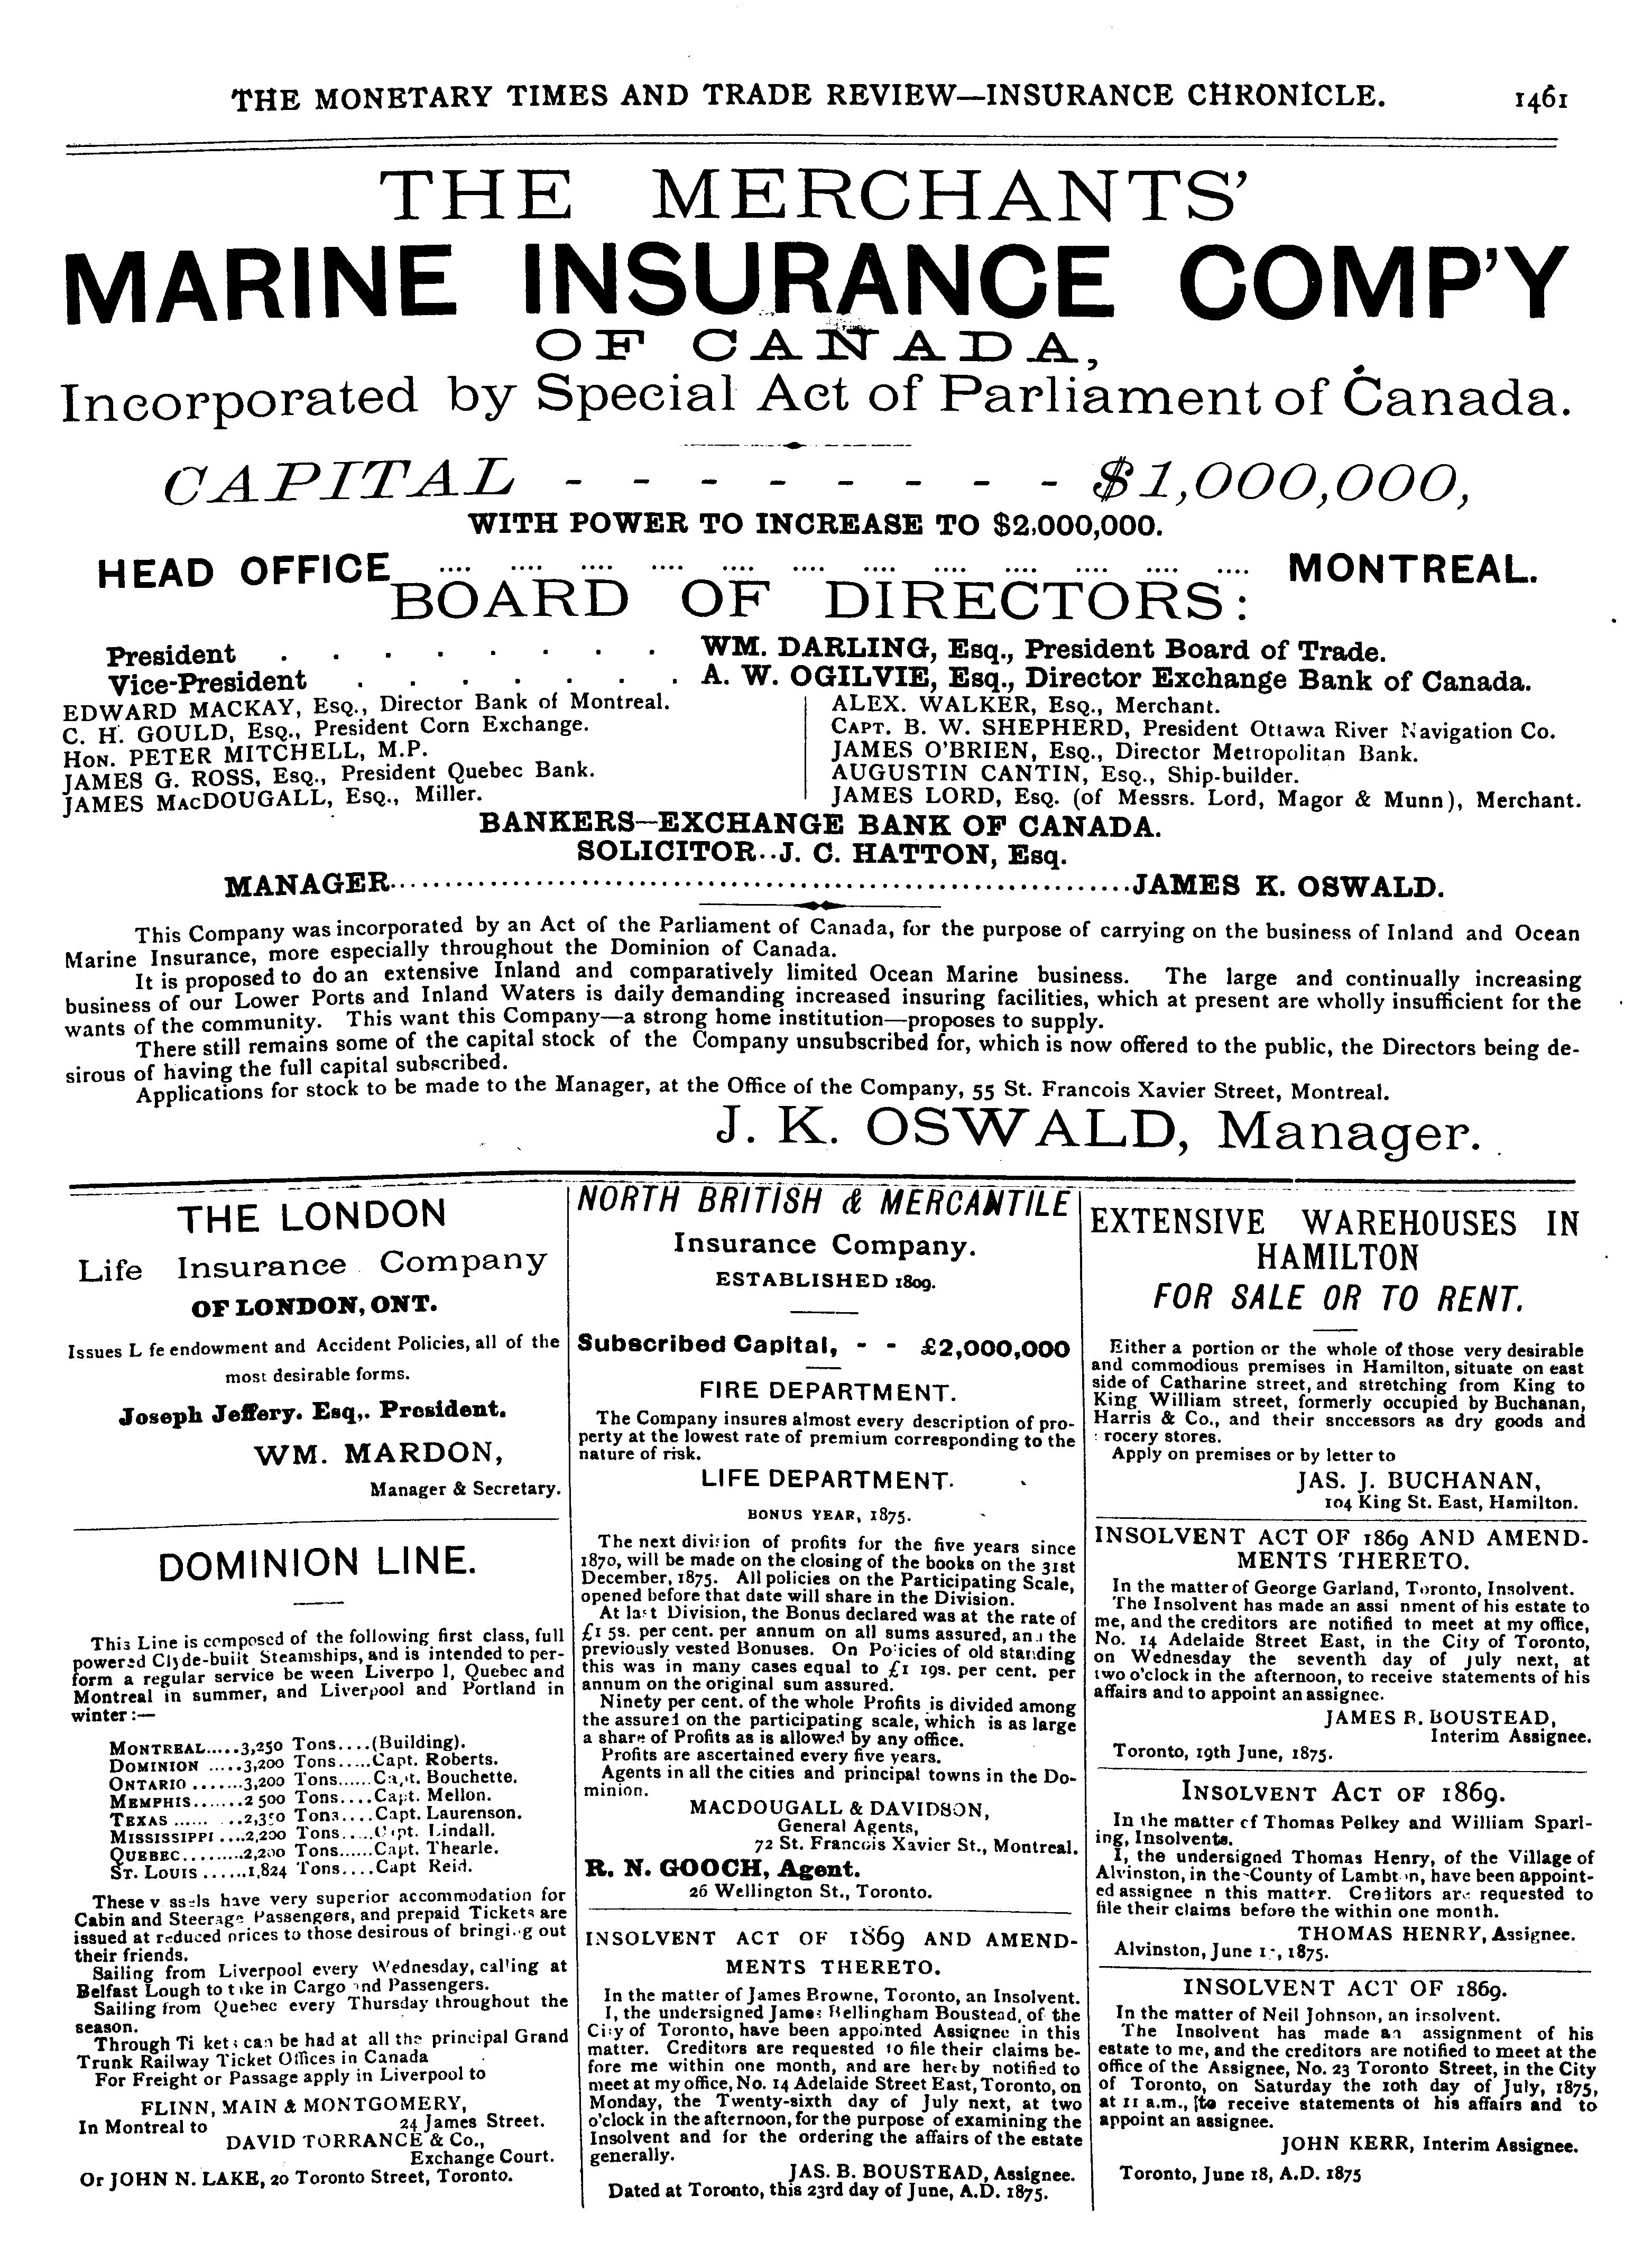 THE MONETARY TIMES AND TRADE REVIEW—INSURANCE CHRONICLE. 1461
THE MERCHANTS'
MARINE INSURANCE COMP'Y
OF CANADA,
Incorporated by Special Act of Parliament of Canada.
CAPITAL - - - - - - - - $1,000,000,
WITH POWER TO INCREASE TO $2,000,000.
HEAD OFFICE .... .... .... .... .... .... .... .... .... .... .... .... MONTREAL.
BOARD OF DIRECTORS:
President . . . . . . . . WM. DARLING, Esq., President Board of Trade.
Vice-President . . . . . . . A. W. OGILVIE, Esq., Director Exchange Bank of Canada.
EDWARD MACKAY, Esq., Director Bank of Montreal.
C. H. GOULD, Esq., President Corn Exchange.
Hon. PETER MITCHELL, M.P.
JAMES G. ROSS, Esq., President Quebec Bank.
JAMES MacDOUGALL, Esq., Miller.
ALEX. WALKER, Esq., Merchant.
Capt. B. W. SHEPHERD, President Ottawa River Navigation Co.
JAMES O'BRIEN, Esq., Director Metropolitan Bank.
AUGUSTIN CANTIN, Esq., Ship-builder.
JAMES LORD, Esq. (of Messrs. Lord, Magor & Munn), Merchant.
BANKERS—EXCHANGE BANK OF CANADA.
SOLICITOR..J. C. HATTON, Esq.
MANAGER....................................................................JAMES K. OSWALD.
This Company was incorporated by an Act of the Parliament of Canada, for the purpose of carrying on the business of Inland and Ocean
Marine Insurance, more especially throughout the Dominion of Canada.
It is proposed to do an extensive Inland and comparatively limited Ocean Marine business. The large and continually increasing
business of our Lower Ports and Inland Waters is daily demanding increased insuring facilities, which at present are wholly insufficient for the
wants of the community. This want this Company—a strong home institution—proposes to supply.
There still remains some of the capital stock of the Company unsubscribed for, which is now offered to the public, the Directors being de-
sirous of having the full capital subscribed.
Applications for stock to be made to the Manager, at the Office of the Company, 55 St. Francois Xavier Street, Montreal.
J. K. OSWALD, Manager.
THE LONDON
Life Insurance Company
OF LONDON, ONT.
Issues L fe endowment and Accident Policies, all of the
most desirable forms.
Joseph Jeffery. Esq,. President.
WM. MARDON,
Manager & Secretary.
DOMINION LINE.
This Line is composed of the following first class, full
powered Clyde-built Steamships, and is intended to per-
form a regular service be ween Liverpo l, Quebec and
Montreal in summer, and Liverpool and Portland in
winter:—
Montreal.....3,250 Tons....(Building).
Dominion .....3,200 Tons.....Capt. Roberts.
Ontario .......3,200 Tons......Capt. Bouchette.
Memphis.......2 500 Tons....Capt. Mellon.
Texas ...... ..2,350 Tons....Capt. Laurenson.
Mississippi ...2,200 Tons.....Capt. Lindall.
Quebec.........2,200 Tons......Capt. Thearle.
St. Louis ......1,824 Tons....Capt Reid.
These v ssels have very superior accommodation for
Cabin and Steerage Passengers, and prepaid Tickets are
issued at reduced prices to those desirous of bringing out
their friends.
Sailing from Liverpool every Wednesday, calling at
Belfast Lough to take in Cargo and Passengers.
Sailing from Quebec every Thursday throughout the
season.
Through Ti kets can be had at all the principal Grand
Trunk Railway Ticket Offices in Canada
For Freight or Passage apply in Liverpool to
FLINN, MAIN & MONTGOMERY,
In Montreal to 24 James Street.
DAVID TORRANCE & Co.,
Exchange Court.
Or JOHN N. LAKE, 20 Toronto Street, Toronto.
NORTH BRITISH & MERCANTILE
Insurance Company.
ESTABLISHED 1809.
Subscribed Capital, - - £2,000,000
FIRE DEPARTMENT.
The Company insures almost every description of pro-
perty at the lowest rate of premium corresponding to the
nature of risk.
LIFE DEPARTMENT.
BONUS YEAR, 1875.
The next division of profits for the five years since
1870, will be made on the closing of the books on the 31st
December, 1875. All policies on the Participating Scale,
opened before that date will share in the Division.
At last Division, the Bonus declared was at the rate of
£1 5s. per cent. per annum on all sums assured, and the
previously vested Bonuses. On Policies of old standing
this was in many cases equal to £1 19s. per cent. per
annum on the original sum assured.
Ninety per cent. of the whole Profits is divided among
the assured on the participating scale, which is as large
a share of Profits as is allowed by any office.
Profits are ascertained every five years.
Agents in all the cities and principal towns in the Do-
minion.
MACDOUGALL & DAVIDSON,
General Agents,
72 St. Francois Xavier St., Montreal.
R. N. GOOCH, Agent.
26 Wellington St., Toronto.
INSOLVENT ACT OF 1869 AND AMEND-
MENTS THERETO.
In the matter of James Browne, Toronto, an Insolvent.
I, the undersigned James Bellingham Boustead, of the
City of Toronto, have been appointed Assignee in this
matter. Creditors are requested to file their claims be-
fore me within one month, and are hereby notified to
meet at my office, No. 14 Adelaide Street East, Toronto, on
Monday, the Twenty-sixth day of July next, at two
o'clock in the afternoon, for the purpose of examining the
Insolvent and for the ordering the affairs of the estate
generally.
JAS. B. BOUSTEAD, Assignee.
Dated at Toronto, this 23rd day of June, A.D. 1875.
EXTENSIVE WAREHOUSES IN
HAMILTON
FOR SALE OR TO RENT.
Either a portion or the whole of those very desirable
and commodious premises in Hamilton, situate on east
side of Catharine street, and stretching from King to
King William street, formerly occupied by Buchanan,
Harris & Co., and their snccessors as dry goods and
rocery stores.
Apply on premises or by letter to
JAS. J. BUCHANAN,
104 King St. East, Hamilton.
INSOLVENT ACT OF 1869 AND AMEND-
MENTS THERETO.
In the matter of George Garland, Toronto, Insolvent.
The Insolvent has made an assi nment of his estate to
me, and the creditors are notified to meet at my office,
No. 14 Adelaide Street East, in the City of Toronto,
on Wednesday the seventh day of July next, at
two o'clock in the afternoon, to receive statements of his
affairs and to appoint an assignee.
JAMES B. BOUSTEAD,
Interim Assignee.
Toronto, 19th June, 1875.
Insolvent Act of 1869.
In the matter of Thomas Pelkey and William Sparl-
ing, Insolvents.
I, the undersigned Thomas Henry, of the Village of
Alvinston, in the County of Lambton, have been appoint-
ed assignee n this matter. Creditors are requested to
file their claims before the within one month.
THOMAS HENRY, Assignee.
Alvinston, June , 1875.
INSOLVENT ACT OF 1869.
In the matter of Neil Johnson, an insolvent.
The Insolvent has made an assignment of his
estate to me, and the creditors are notified to meet at the
office of the Assignee, No. 23 Toronto Street, in the City
of Toronto, on Saturday the 10th day of July, 1875,
at 11 a.m., to receive statements of his affairs and to
appoint an assignee.
JOHN KERR, Interim Assignee.
Toronto, June 18, A.D. 1875